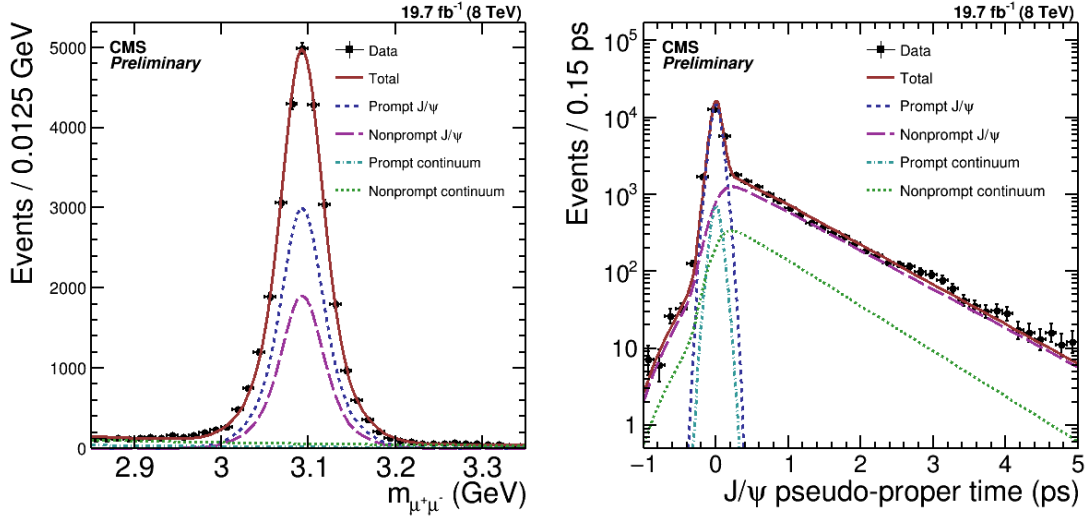 19.7 fb⁻¹ (8 TeV)
CMS
Preliminary
Data
Total
Prompt J/ψ
Nonprompt J/ψ
Prompt continuum
Nonprompt continuum
Events / 0.0125 GeV
5000
4000
3000
2000
1000
0
2.9 3 3.1 3.2 3.3
m_μ⁺μ⁻ (GeV)
19.7 fb⁻¹ (8 TeV)
CMS
Preliminary
Data
Total
Prompt J/ψ
Nonprompt J/ψ
Prompt continuum
Nonprompt continuum
Events / 0.15 ps
10⁵
10⁴
10³
10²
10
1
−1 0 1 2 3 4 5
J/ψ pseudo-proper time (ps)